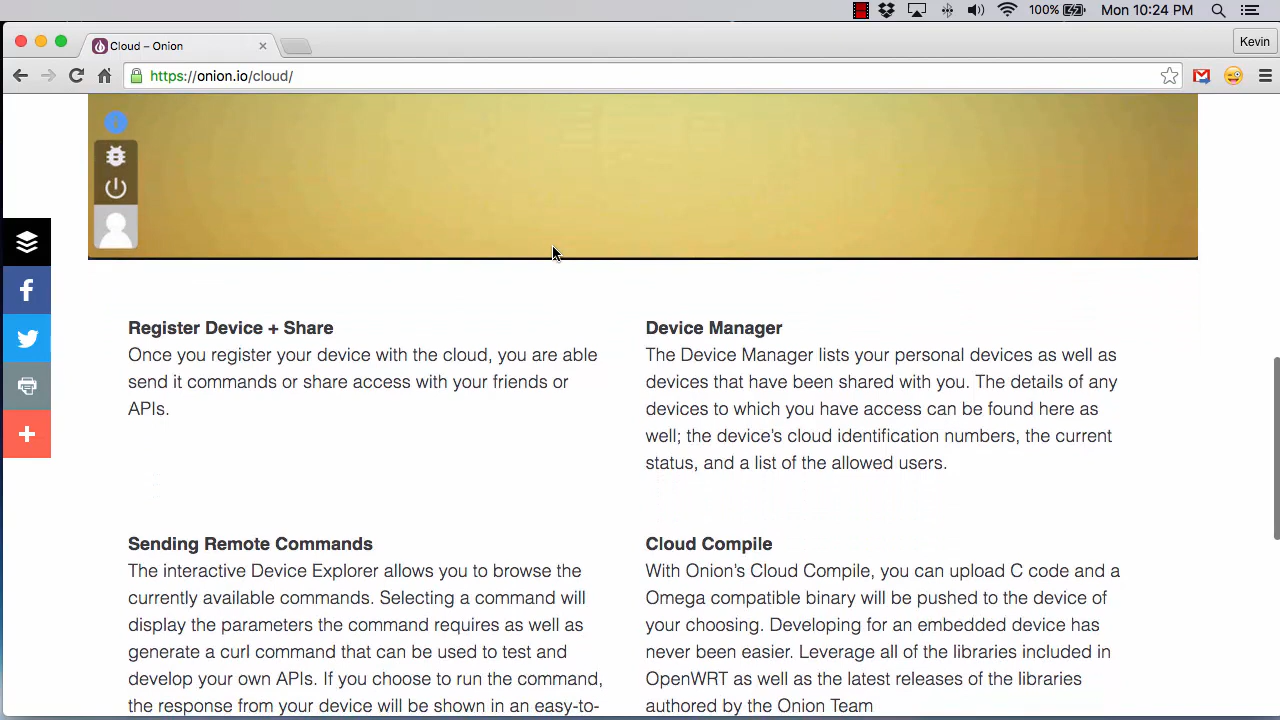 100% Mon 10:24 PM
Cloud – Onion
Kevin
https://onion.io/cloud/
Register Device + Share
Once you register your device with the cloud, you are able
send it commands or share access with your friends or
APIs.
Device Manager
The Device Manager lists your personal devices as well as
devices that have been shared with you. The details of any
devices to which you have access can be found here as
well; the device's cloud identification numbers, the current
status, and a list of the allowed users.
Sending Remote Commands
The interactive Device Explorer allows you to browse the
currently available commands. Selecting a command will
display the parameters the command requires as well as
generate a curl command that can be used to test and
develop your own APIs. If you choose to run the command,
the response from your device will be shown in an easy-to-
Cloud Compile
With Onion's Cloud Compile, you can upload C code and a
Omega compatible binary will be pushed to the device of
your choosing. Developing for an embedded device has
never been easier. Leverage all of the libraries included in
OpenWRT as well as the latest releases of the libraries
authored by the Onion Team